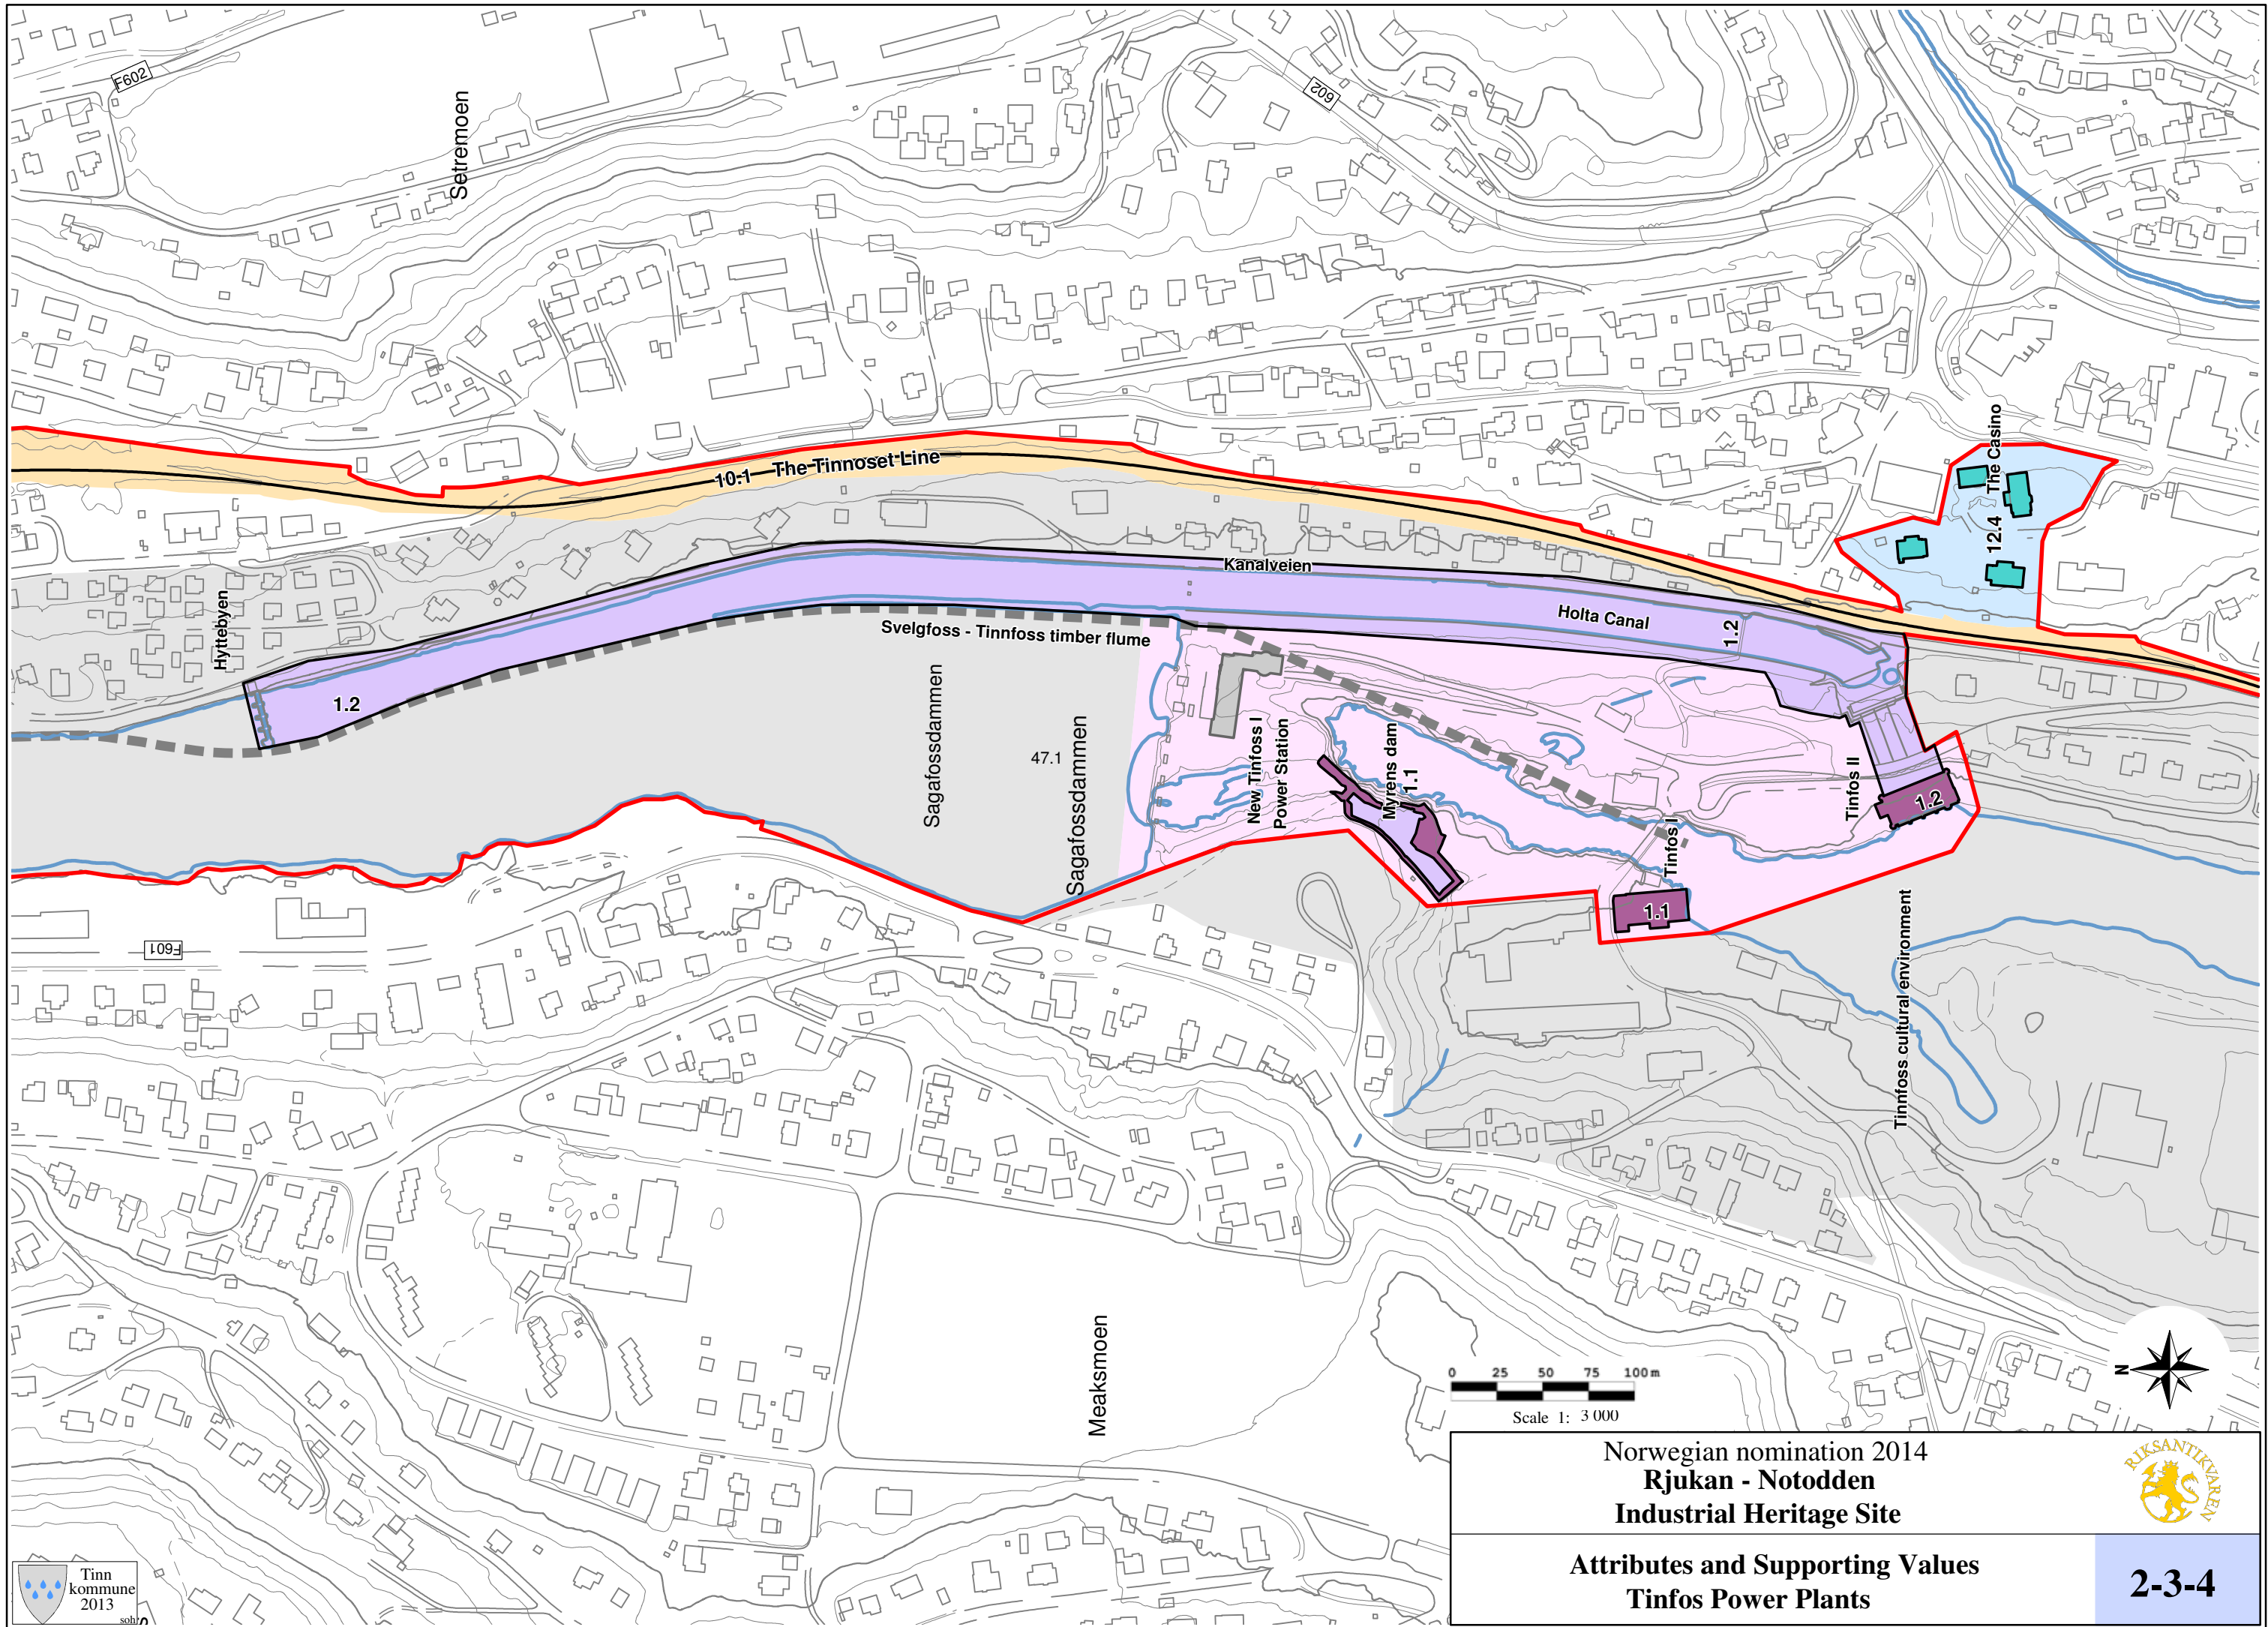 F602
Setremoen
602
10.1 The Tinnoset Line
The Casino
12.4
Kanalveien
Hyttebyen
Holta Canal
1.2
Svelgfoss - Tinnfoss timber flume
1.2
Sagafossdammen
Sagafossdammen
47.1
New Tinfoss I
Power Station
Myrens dam
1.1
Tinfos II
1.2
Tinfos I
1.1
F601
Tinnfoss cultural environment
Meaksmoen
0 25 50 75 100m
Scale 1: 3 000
N
Norwegian nomination 2014
Rjukan - Notodden
Industrial Heritage Site
RIKSANTIKVAREN
Attributes and Supporting Values
Tinfos Power Plants
2-3-4
Tinn
kommune
2013